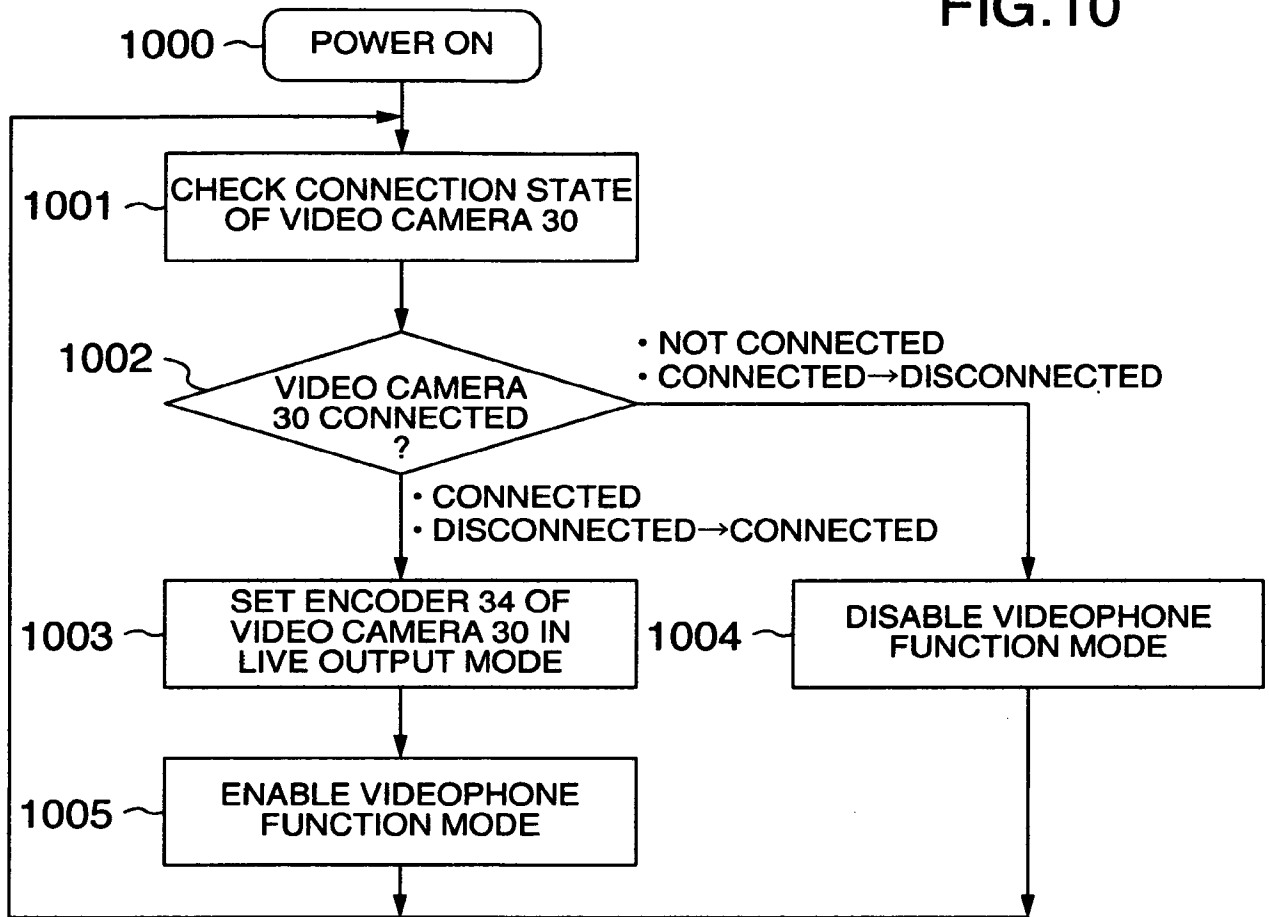 FIG.10
1000
POWER ON
1001
CHECK CONNECTION STATE
OF VIDEO CAMERA 30
1002
VIDEO CAMERA
30 CONNECTED
?
• NOT CONNECTED
• CONNECTED→DISCONNECTED
• CONNECTED
• DISCONNECTED→CONNECTED
1003
SET ENCODER 34 OF
VIDEO CAMERA 30 IN
LIVE OUTPUT MODE
1004
DISABLE VIDEOPHONE
FUNCTION MODE
1005
ENABLE VIDEOPHONE
FUNCTION MODE